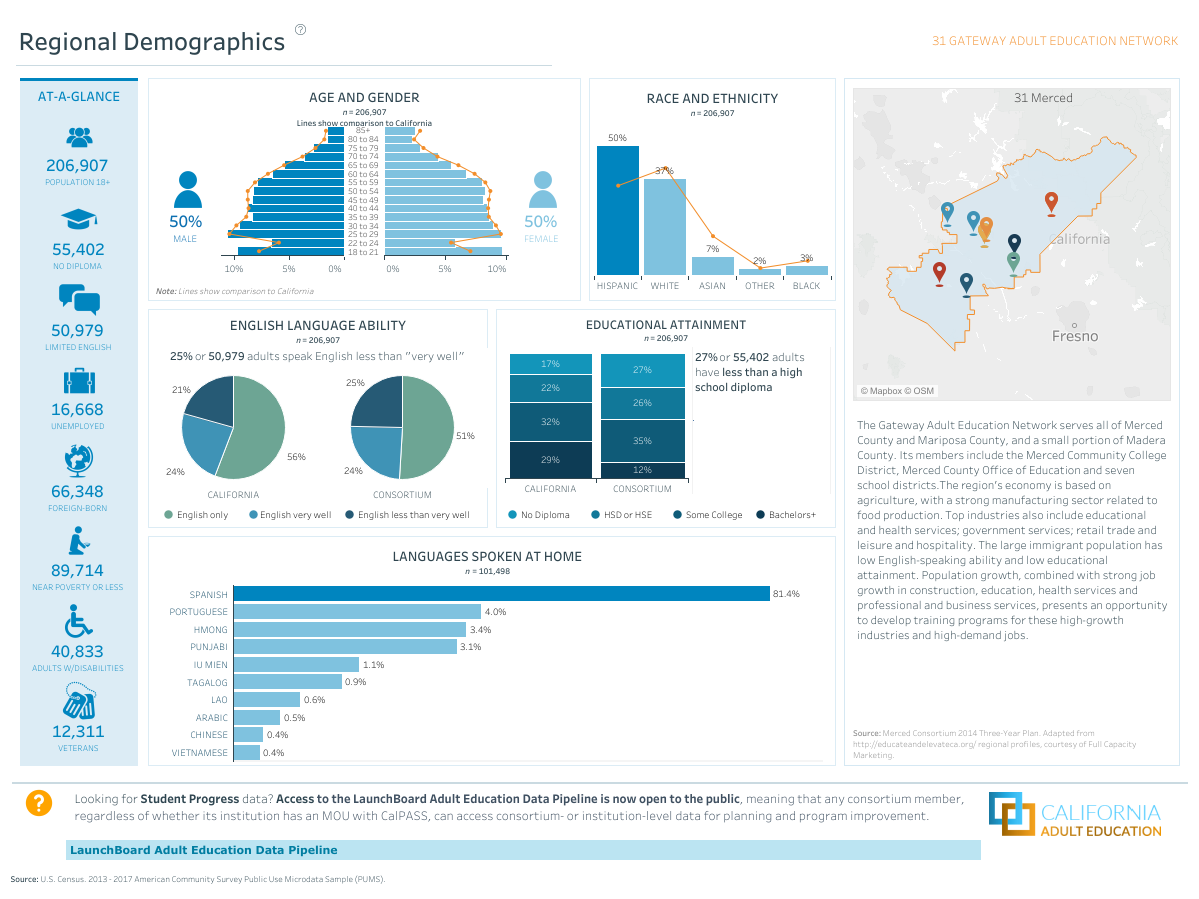 Regional Demographics
?
31 GATEWAY ADULT EDUCATION NETWORK
AT-A-GLANCE
206,907
POPULATION 18+
55,402
NO DIPLOMA
50,979
LIMITED ENGLISH
16,668
UNEMPLOYED
66,348
FOREIGN-BORN
89,714
NEAR POVERTY OR LESS
40,833
ADULTS W/DISABILITIES
12,311
VETERANS
AGE AND GENDER
n = 206,907
Lines show comparison to California
85+
80 to 84
75 to 79
70 to 74
65 to 69
60 to 64
55 to 59
50 to 54
45 to 49
40 to 44
35 to 39
30 to 34
25 to 29
22 to 24
18 to 21
50%
MALE
50%
FEMALE
10% 5% 0% 0% 5% 10%
Note: Lines show comparison to California
RACE AND ETHNICITY
n = 206,907
50%
37%
7%
2%
3%
HISPANIC WHITE ASIAN OTHER BLACK
ENGLISH LANGUAGE ABILITY
n = 206,907
25% or 50,979 adults speak English less than "very well"
21%
24%
56%
25%
24%
51%
CALIFORNIA CONSORTIUM
English only English very well English less than very well
EDUCATIONAL ATTAINMENT
n = 206,907
17%
22%
32%
29%
27%
26%
35%
12%
CALIFORNIA CONSORTIUM
27% or 55,402 adults
have less than a high
school diploma
No Diploma HSD or HSE Some College Bachelors+
LANGUAGES SPOKEN AT HOME
n = 101,498
SPANISH 81.4%
PORTUGUESE 4.0%
HMONG 3.4%
PUNJABI 3.1%
IU MIEN 1.1%
TAGALOG 0.9%
LAO 0.6%
ARABIC 0.5%
CHINESE 0.4%
VIETNAMESE 0.4%
31 Merced
California
Fresno
© Mapbox © OSM
The Gateway Adult Education Network serves all of Merced
County and Mariposa County, and a small portion of Madera
County. Its members include the Merced Community College
District, Merced County Office of Education and seven
school districts.The region's economy is based on
agriculture, with a strong manufacturing sector related to
food production. Top industries also include educational
and health services; government services; retail trade and
leisure and hospitality. The large immigrant population has
low English-speaking ability and low educational
attainment. Population growth, combined with strong job
growth in construction, education, health services and
professional and business services, presents an opportunity
to develop training programs for these high-growth
industries and high-demand jobs.
Source: Merced Consortium 2014 Three-Year Plan. Adapted from
http://educateandelevateca.org/ regional profiles, courtesy of Full Capacity
Marketing.
?
Looking for Student Progress data? Access to the LaunchBoard Adult Education Data Pipeline is now open to the public, meaning that any consortium member,
regardless of whether its institution has an MOU with CalPASS, can access consortium- or institution-level data for planning and program improvement.
LaunchBoard Adult Education Data Pipeline
CALIFORNIA
ADULT EDUCATION
Source: U.S. Census. 2013 - 2017 American Community Survey Public Use Microdata Sample (PUMS).